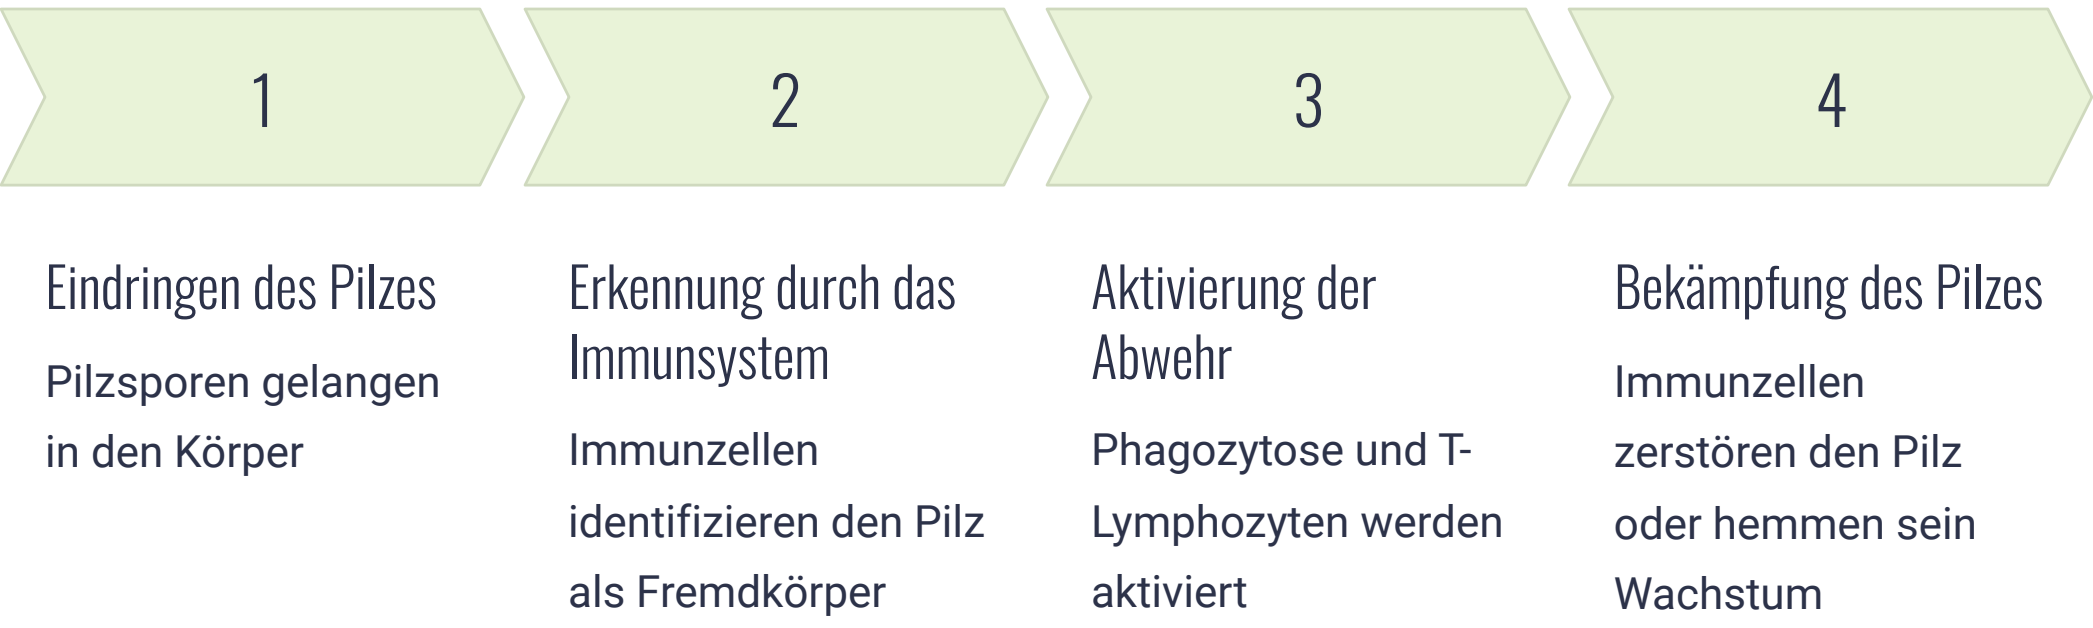 1
2
3
4
Eindringen des Pilzes
Pilzsporen gelangen
in den Körper
Erkennung durch das
Immunsystem
Immunzellen
identifizieren den Pilz
als Fremdkörper
Aktivierung der
Abwehr
Phagozytose und T-
Lymphozyten werden
aktiviert
Bekämpfung des Pilzes
Immunzellen
zerstören den Pilz
oder hemmen sein
Wachstum